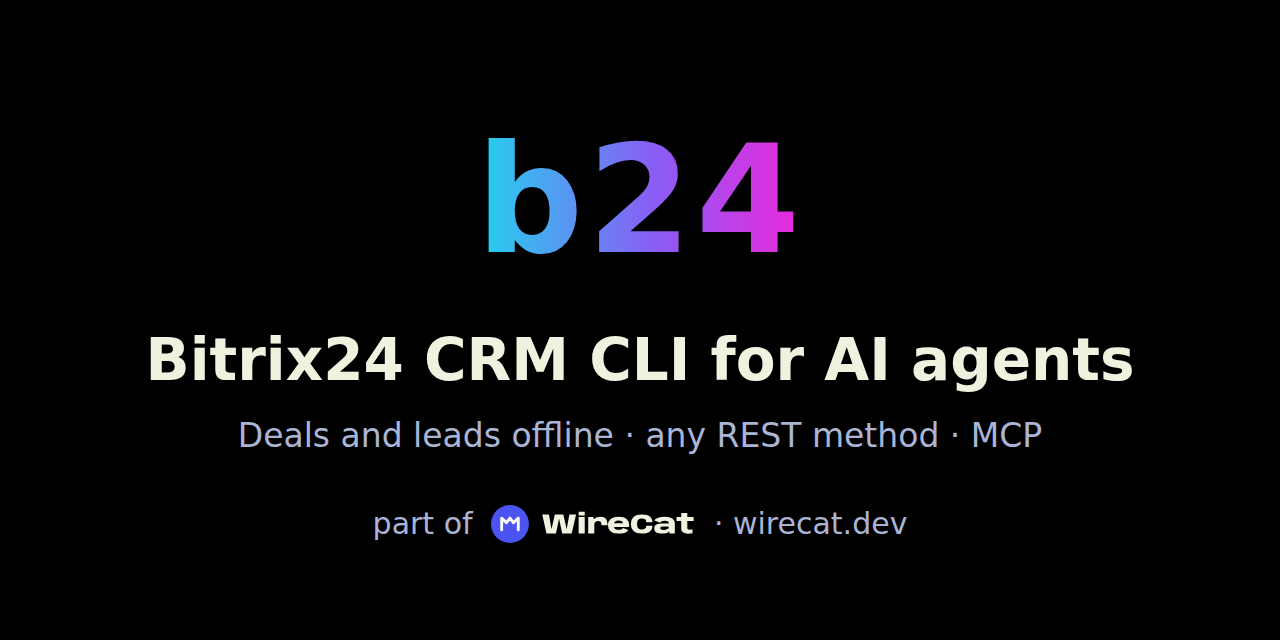 b24
Bitrix24 CRM CLI for AI agents
Deals and leads offline · any REST method · MCP
part of wirecat · wirecat.dev